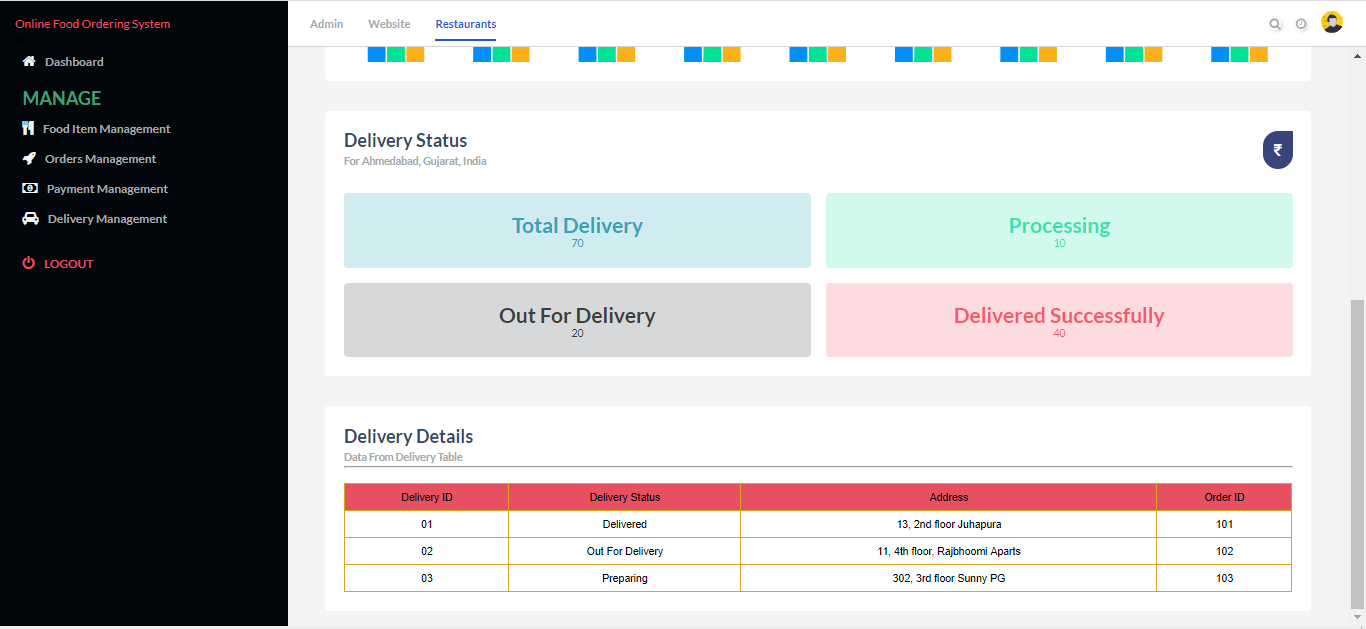 Online Food Ordering System
Admin Website Restaurants
Dashboard
MANAGE
Food Item Management
Orders Management
Payment Management
Delivery Management
LOGOUT
Delivery Status
For Ahmedabad, Gujarat, India
₹
Total Delivery
70
Processing
10
Out For Delivery
20
Delivered Successfully
40
Delivery Details
Data From Delivery Table
Delivery ID Delivery Status Address Order ID
01 Delivered 13, 2nd floor Juhapura 101
02 Out For Delivery 11, 4th floor, Rajbhoomi Aparts 102
03 Preparing 302, 3rd floor Sunny PG 103